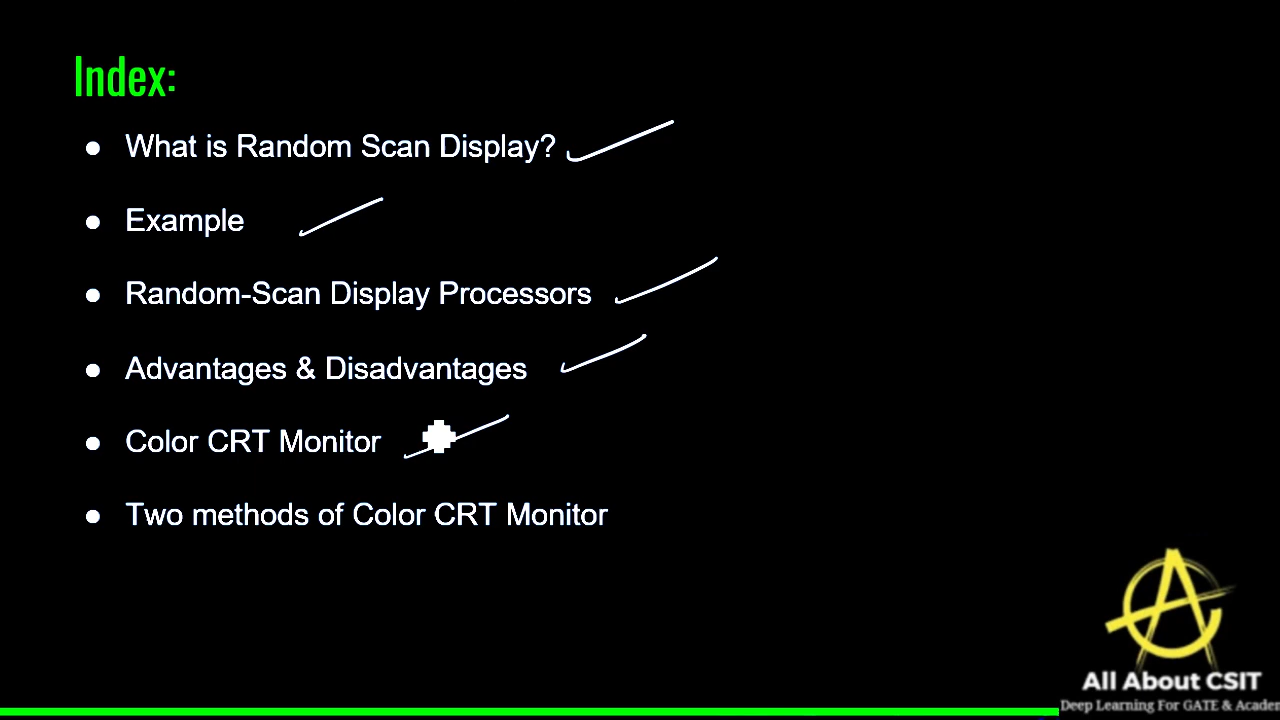 Index:
● What is Random Scan Display?
● Example
● Random-Scan Display Processors
● Advantages & Disadvantages
● Color CRT Monitor
● Two methods of Color CRT Monitor
All About CSIT
Deep Learning For GATE & Academ